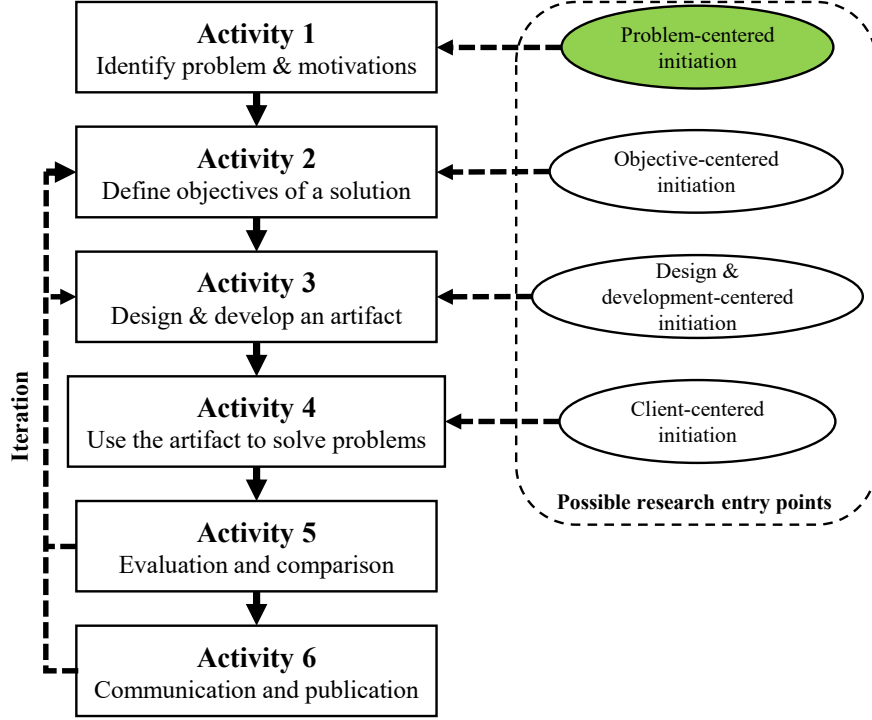 Activity 1
Identify problem & motivations
Problem-centered
initiation
Activity 2
Define objectives of a solution
Objective-centered
initiation
Activity 3
Design & develop an artifact
Design &
development-centered
initiation
Activity 4
Use the artifact to solve problems
Client-centered
initiation
Possible research entry points
Iteration
Activity 5
Evaluation and comparison
Activity 6
Communication and publication